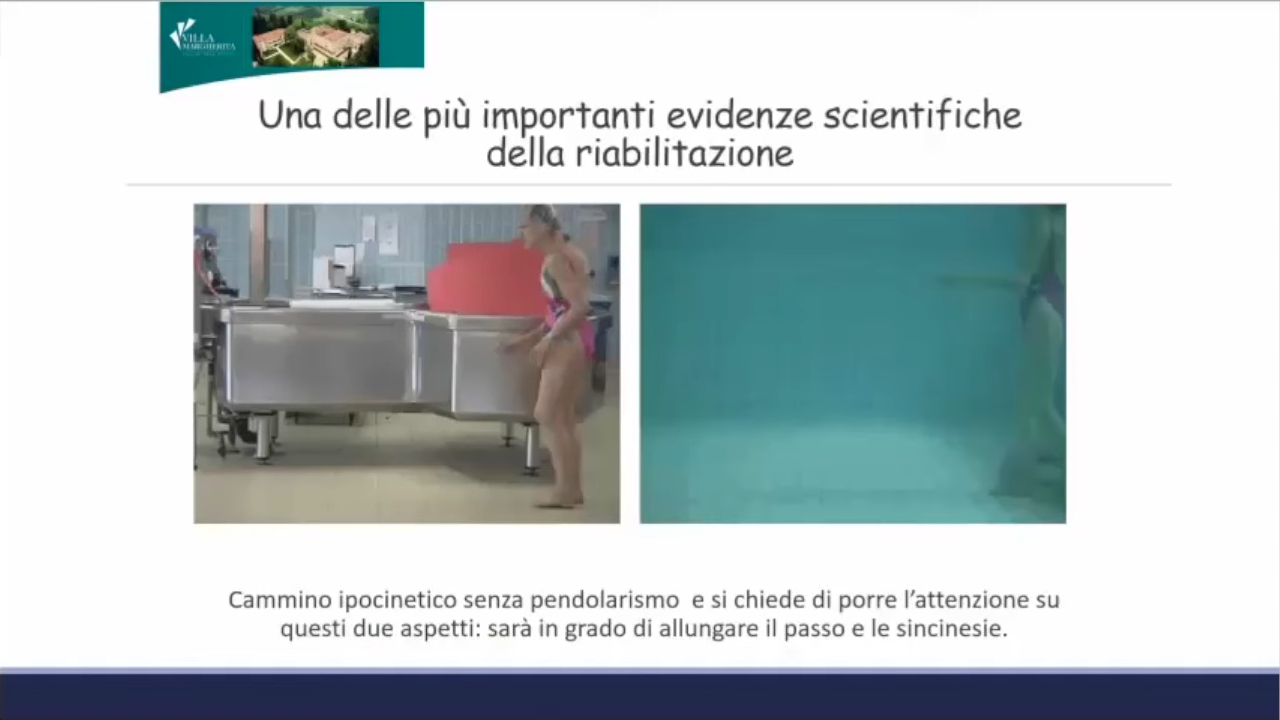 VILLA
MARGHERITA
Una delle più importanti evidenze scientifiche
della riabilitazione
Cammino ipocinetico senza pendolarismo  e si chiede di porre l'attenzione su
questi due aspetti: sarà in grado di allungare il passo e le sincinesie.